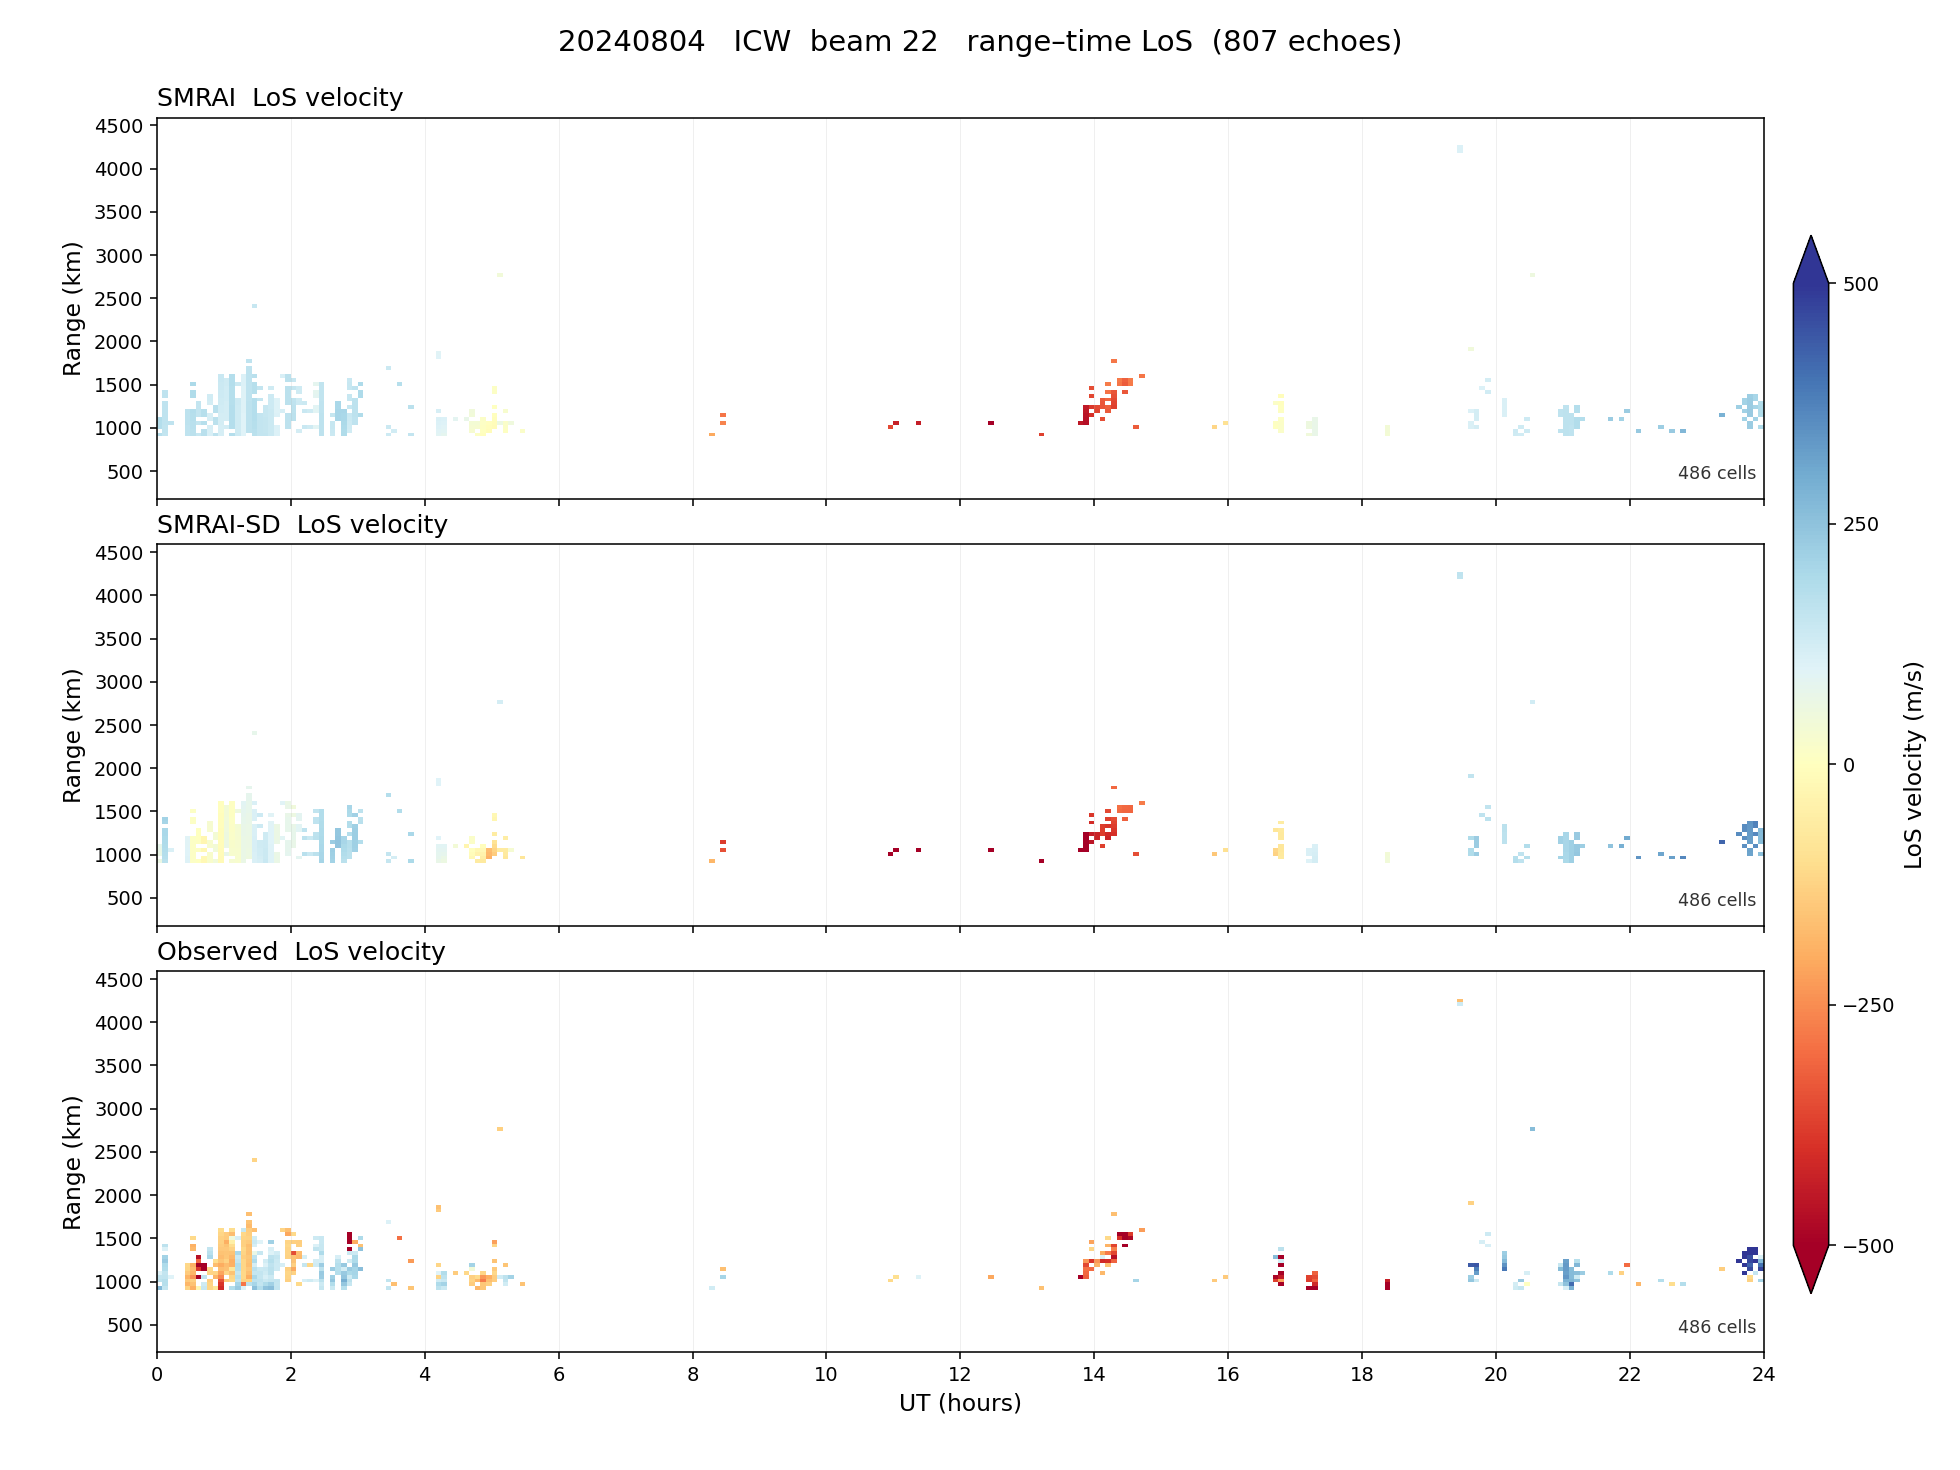 20240804 ICW beam 22 range–time LoS (807 echoes)
SMRAI LoS velocity
4500
4000
3500
3000
2500
2000
1500
1000
500
Range (km)
486 cells
SMRAI-SD LoS velocity
4500
4000
3500
3000
2500
2000
1500
1000
500
Range (km)
486 cells
Observed LoS velocity
4500
4000
3500
3000
2500
2000
1500
1000
500
Range (km)
486 cells
0 2 4 6 8 10 12 14 16 18 20 22 24
UT (hours)
500
250
0
−250
−500
LoS velocity (m/s)